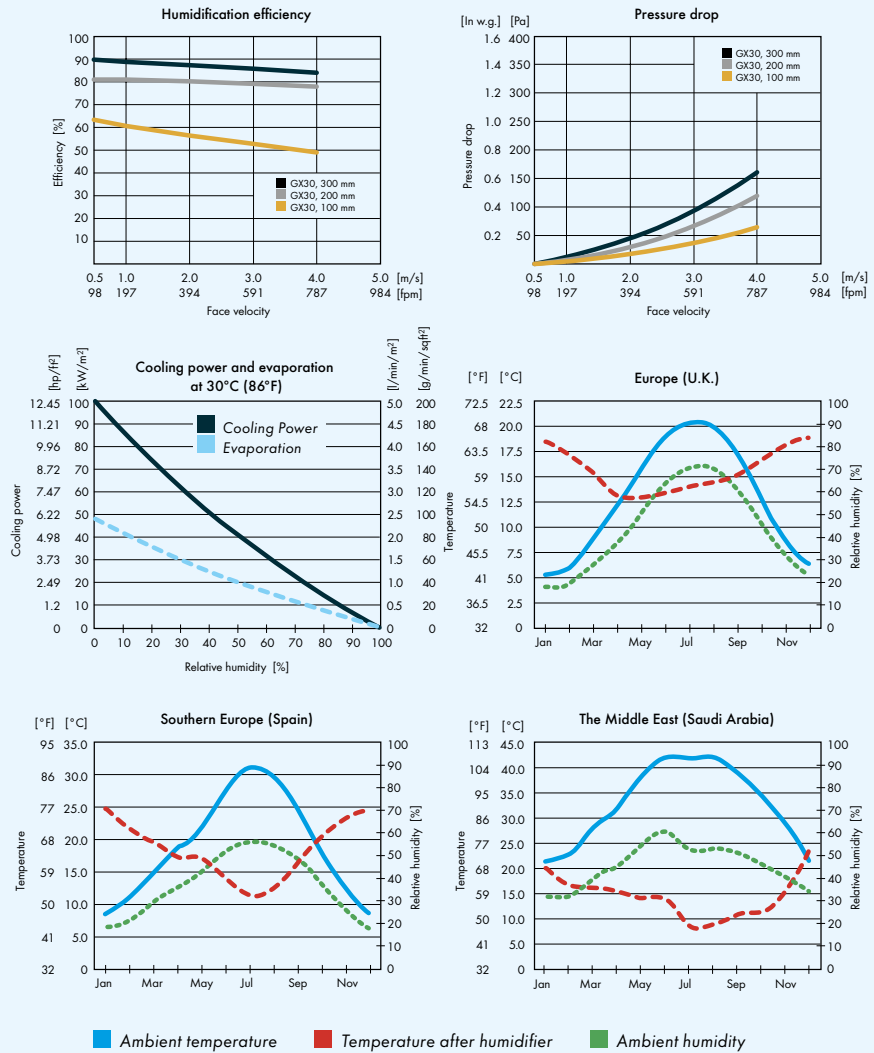 Humidification efficiency
Efficiency [%]
100
90
80
70
60
50
40
30
20
10
GX30, 300 mm
GX30, 200 mm
GX30, 100 mm
0.5 1.0 2.0 3.0 4.0 5.0 [m/s]
98 197 394 591 787 984 [fpm]
Face velocity
Pressure drop
[In w.g.] [Pa]
Pressure drop
1.6 400
1.4 350
1.2 300
1.0 250
0.8 200
0.6 150
0.4 100
0.2 50
GX40, 300 mm
GX30, 200 mm
GX30, 100 mm
0.5 1.0 2.0 3.0 4.0 5.0 [m/s]
98 197 394 591 787 984 [fpm]
Face velocity
Cooling power and evaporation
at 30°C (86°F)
[hp/ft²] [kW/m²]
[l/min/m²] [g/min/sqft²]
Cooling power
12.45 100 5.0 200
11.21 90 4.5 180
9.96 80 4.0 160
8.72 70 3.5 140
7.47 60 3.0 120
6.22 50 2.5 100
4.98 40 2.0 80
3.73 30 1.5 60
2.49 20 1.0 40
1.2 10 0.5 20
0 0 0 0
Cooling Power
Evaporation
0 10 20 30 40 50 60 70 80 90 100
Relative humidity [%]
Europe (U.K.)
[°F] [°C]
Temperature
Relative humidity [%]
72.5 22.5 100
68 20.0 90
63.5 17.5 80
59 15.0 70
54.5 12.5 60
50 10.0 50
45.5 7.5 40
41 5.0 30
36.5 2.5 20
32 0 10
0
Jan Mar May Jul Sep Nov
Southern Europe (Spain)
[°F] [°C]
Temperature
Relative humidity [%]
95 35.0 100
86 30.0 90
77 25.0 80
68 20.0 70
59 15.0 60
50 10.0 50
41 5.0 40
32 0 30
20
10
0
Jan Mar May Jul Sep Nov
The Middle East (Saudi Arabia)
[°F] [°C]
Temperature
Relative humidity [%]
113 45.0 100
104 40.0 90
95 35.0 80
86 30.0 70
77 25.0 60
68 20.0 50
59 15.0 40
50 10.0 30
41 5.0 20
32 0 10
0
Jan Mar May Jul Sep Nov
Ambient temperature Temperature after humidifier Ambient humidity